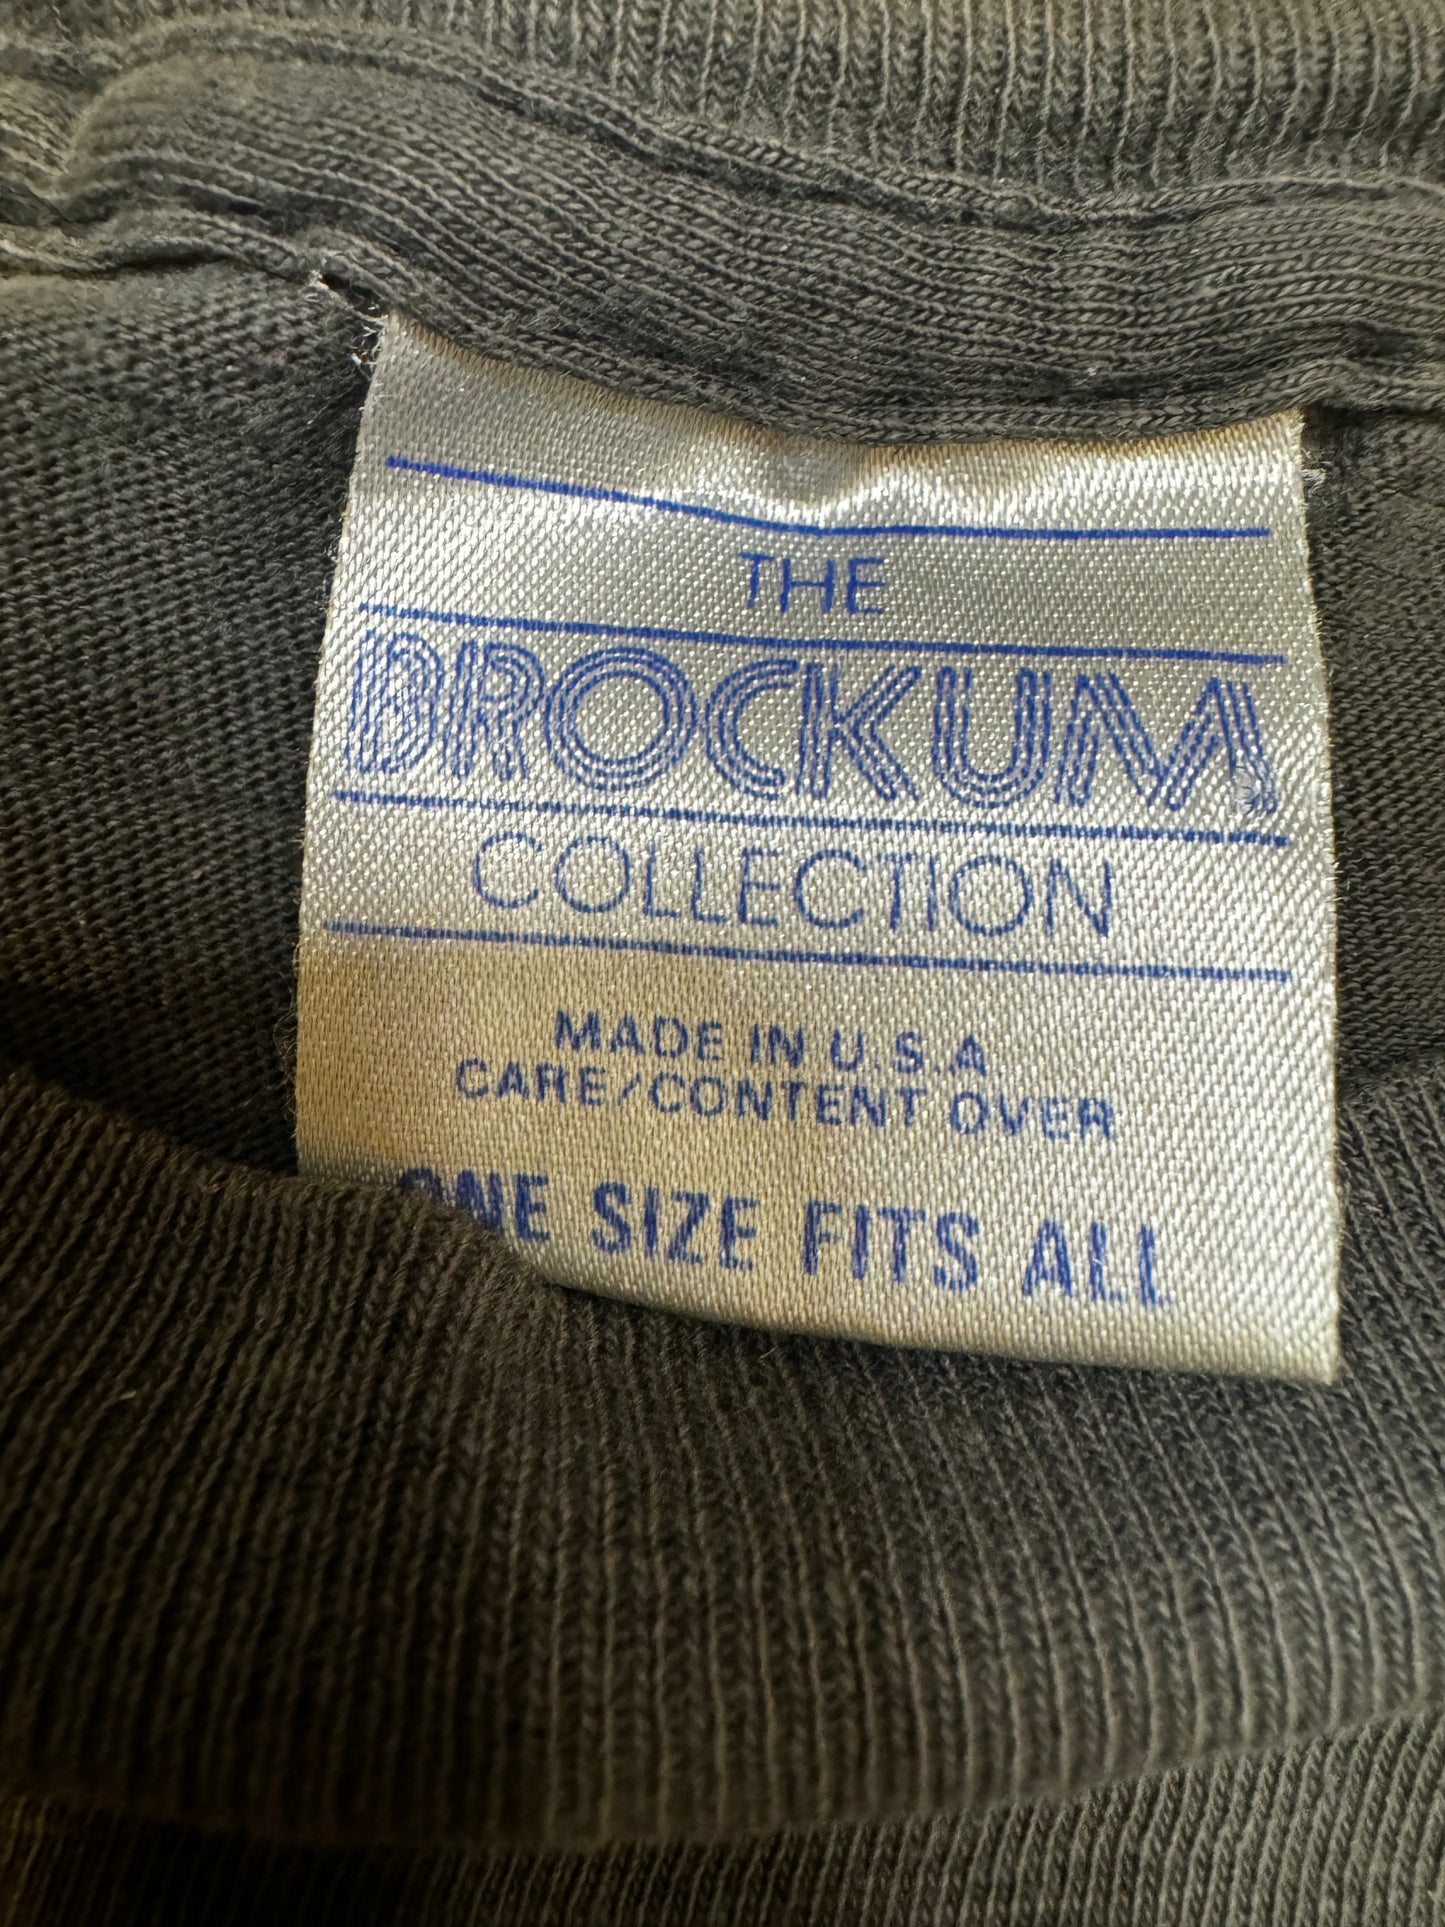 THE
BROCKUM
COLLECTION
MADE IN U.S.A
CARE/CONTENT OVER
ONE SIZE FITS ALL